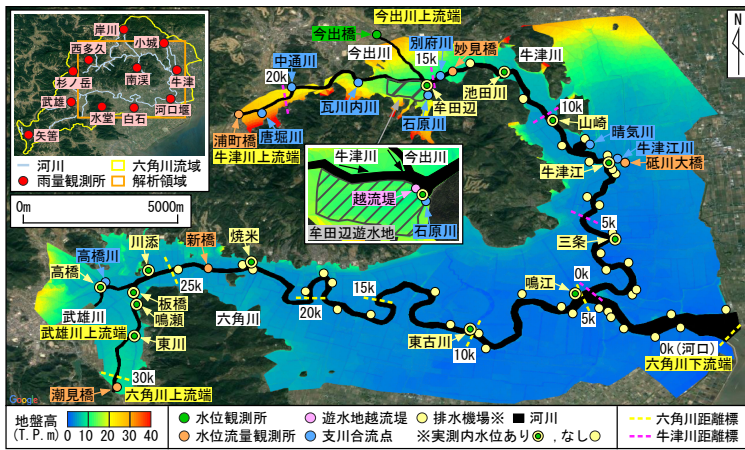 岸川
小城
西多久
杉ノ岳
南渓
牛津
武雄
水堂
白石
河口堰
矢筈
河川
六角川流域
雨量観測所
解析領域
0m 5000m
今出川上流端
今出橋
今出川
中通川
20k
別府川
15k
妙見橋
牛津川
瓦川内川
池田川
牟田辺
石原川
10k
山崎
晴気川
浦町橋
唐堀川
牛津川上流端
牛津江川
牛津江
砥川大橋
牛津川
今出川
越流堤
牟田辺遊水地
石原川
5k
三条
N
高橋川
川添
新橋
焼米
高橋
25k
板橋
鳴瀬
武雄川
武雄川上流端
東川
六角川
20k
15k
鳴江
0k
5k
東古川
10k
0k(河口)
六角川下流端
30k
潮見橋
六角川上流端
Google
地盤高
(T.P.m)
0 10 20 30 40
水位観測所
遊水地越流堤
排水機場※
河川
六角川距離標
水位流量観測所
支川合流点
※実測内水位あり ,なし
牛津川距離標